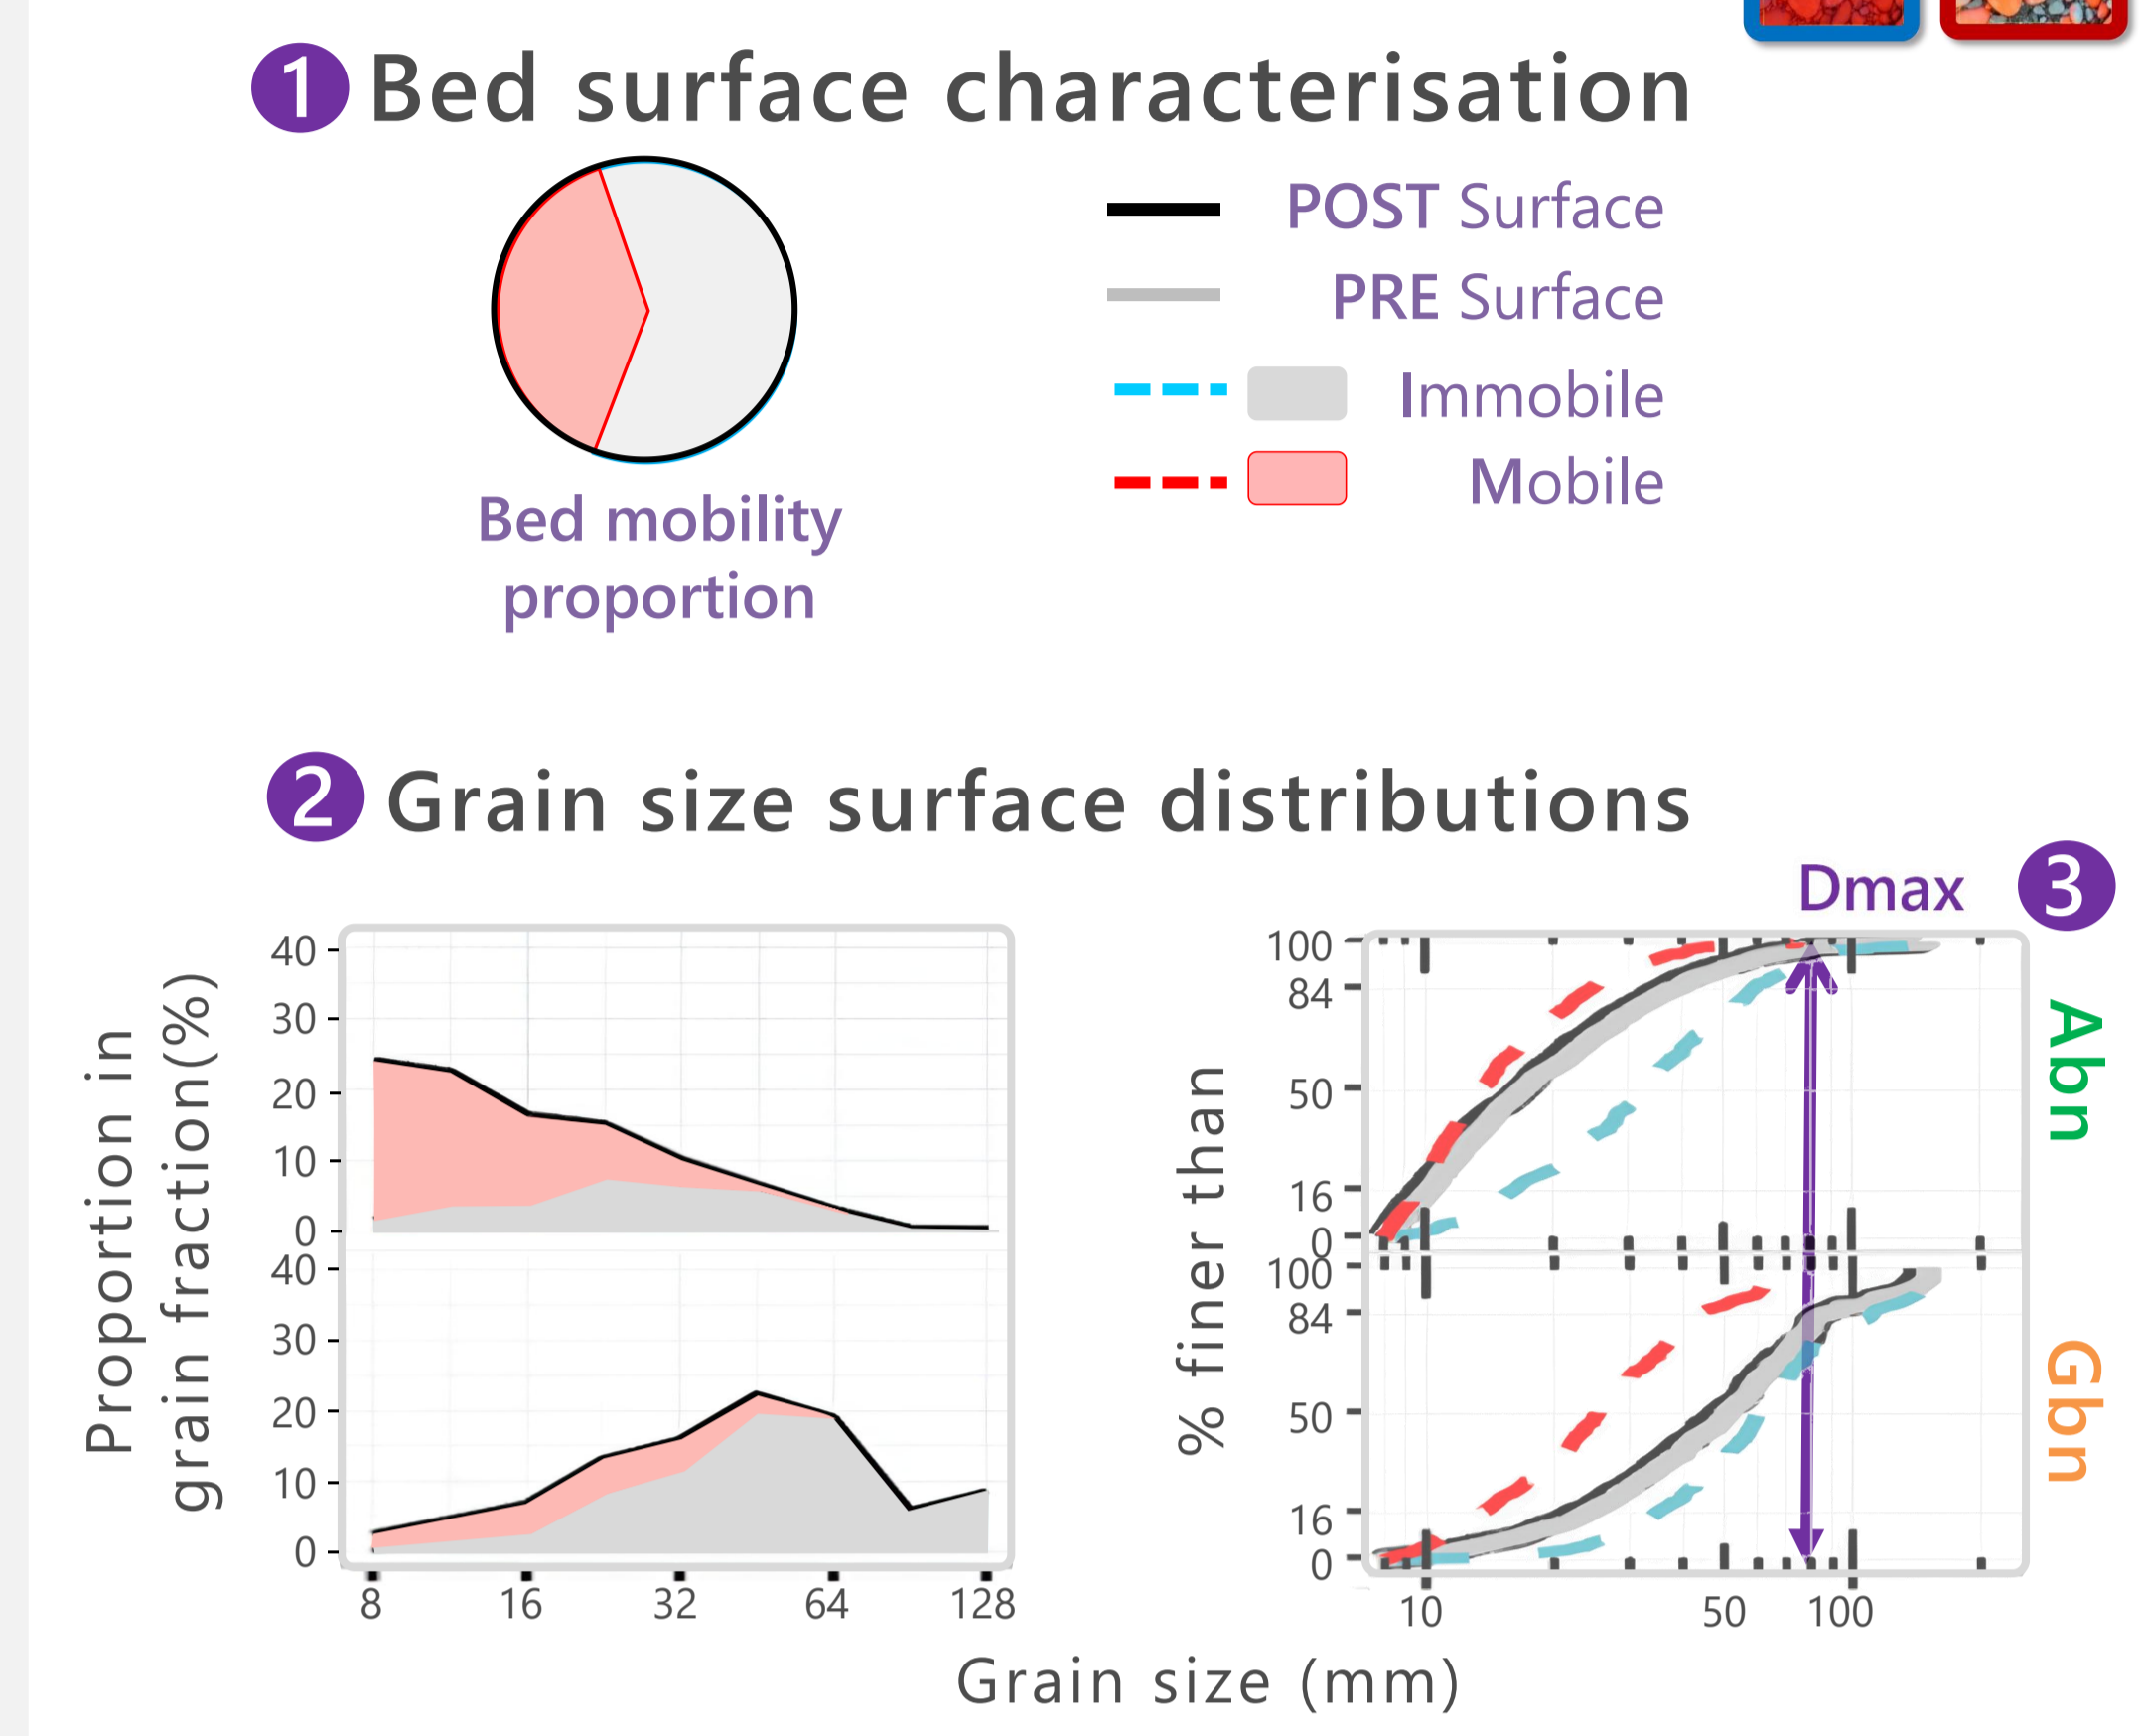 1 Bed surface characterisation
POST Surface
PRE Surface
Immobile
Mobile
Bed mobility
proportion
2 Grain size surface distributions
Dmax 3
Proportion in
grain fraction(%)
40
30
20
10
0
40
30
20
10
0
8 16 32 64 128
% finer than
100
84
50
16
0
100
84
50
16
0
10 50 100
Abn
Gbn
Grain size (mm)